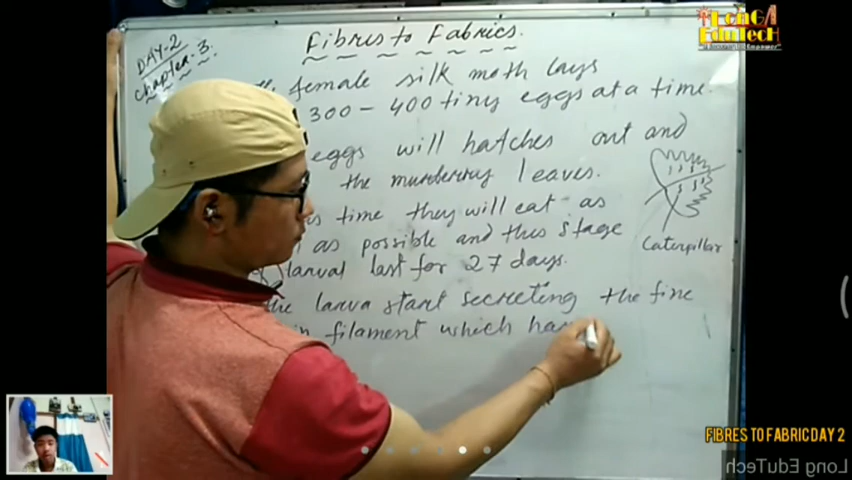 DAY-2
chapter-3.
Fibres to Fabrics.
female silk moth lays
300 - 400 tiny eggs at a time.
eggs will hatches out and
the munberring leaves.
time they will eat as
as possible and this stage
larval last for 27 days.
Caterpillar
the larva start secreting the fine
filament which ha
LONG EDUTECH
FIBRES TO FABRIC DAY 2
Long EduTech